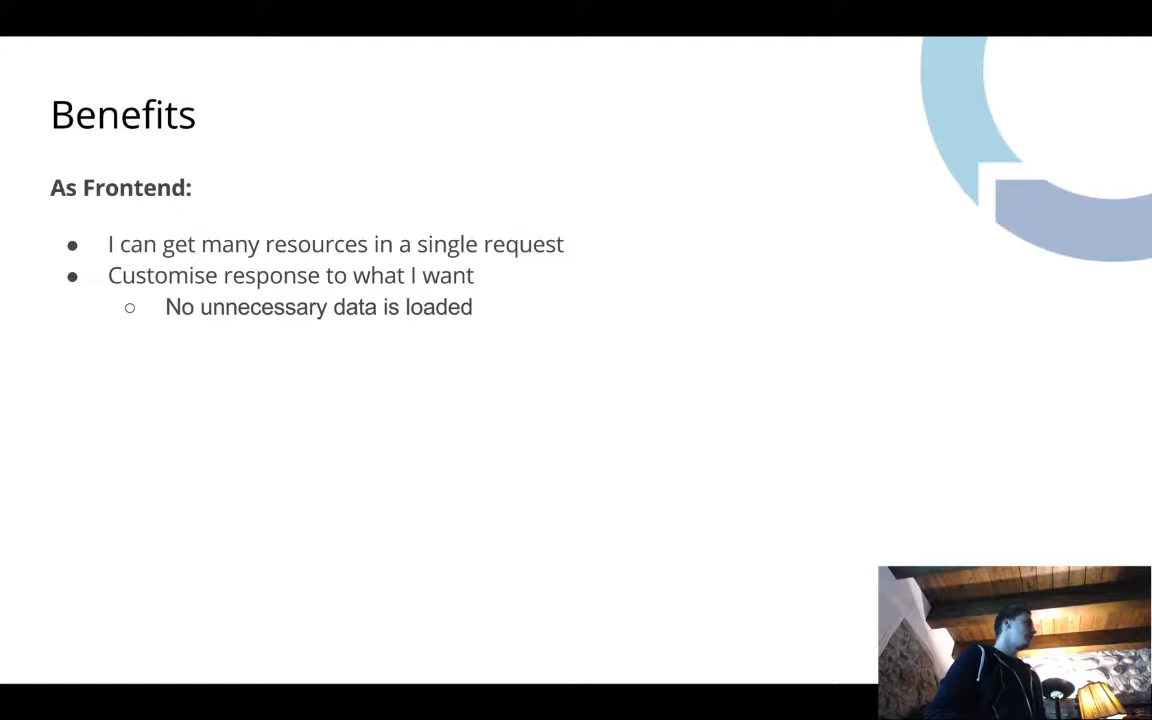 Benefits
As Frontend:
● I can get many resources in a single request
● Customise response to what I want
○ No unnecessary data is loaded